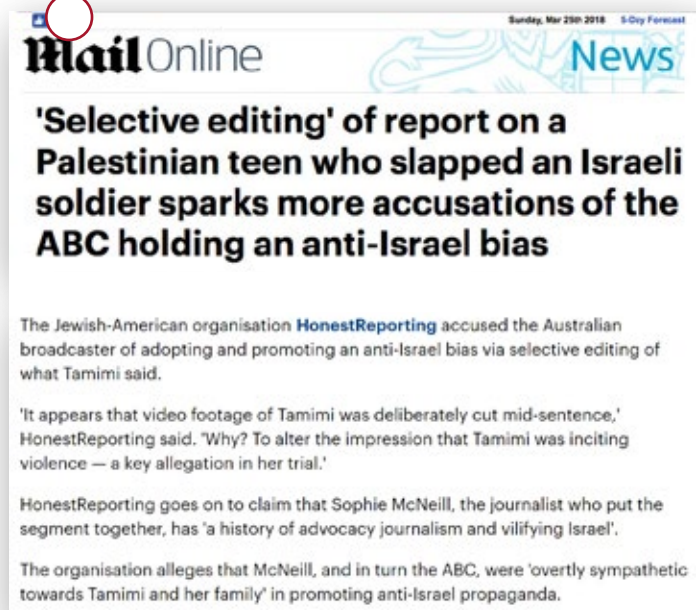 Sunday, Mar 25th 2018 5-Day Forecast
Mail Online News
'Selective editing' of report on a
Palestinian teen who slapped an Israeli
soldier sparks more accusations of the
ABC holding an anti-Israel bias
The Jewish-American organisation HonestReporting accused the Australian
broadcaster of adopting and promoting an anti-Israel bias via selective editing of
what Tamimi said.
'It appears that video footage of Tamimi was deliberately cut mid-sentence,'
HonestReporting said. 'Why? To alter the impression that Tamimi was inciting
violence — a key allegation in her trial.'
HonestReporting goes on to claim that Sophie McNeill, the journalist who put the
segment together, has 'a history of advocacy journalism and vilifying Israel'.
The organisation alleges that McNeill, and in turn the ABC, were 'overtly sympathetic
towards Tamimi and her family' in promoting anti-Israel propaganda.